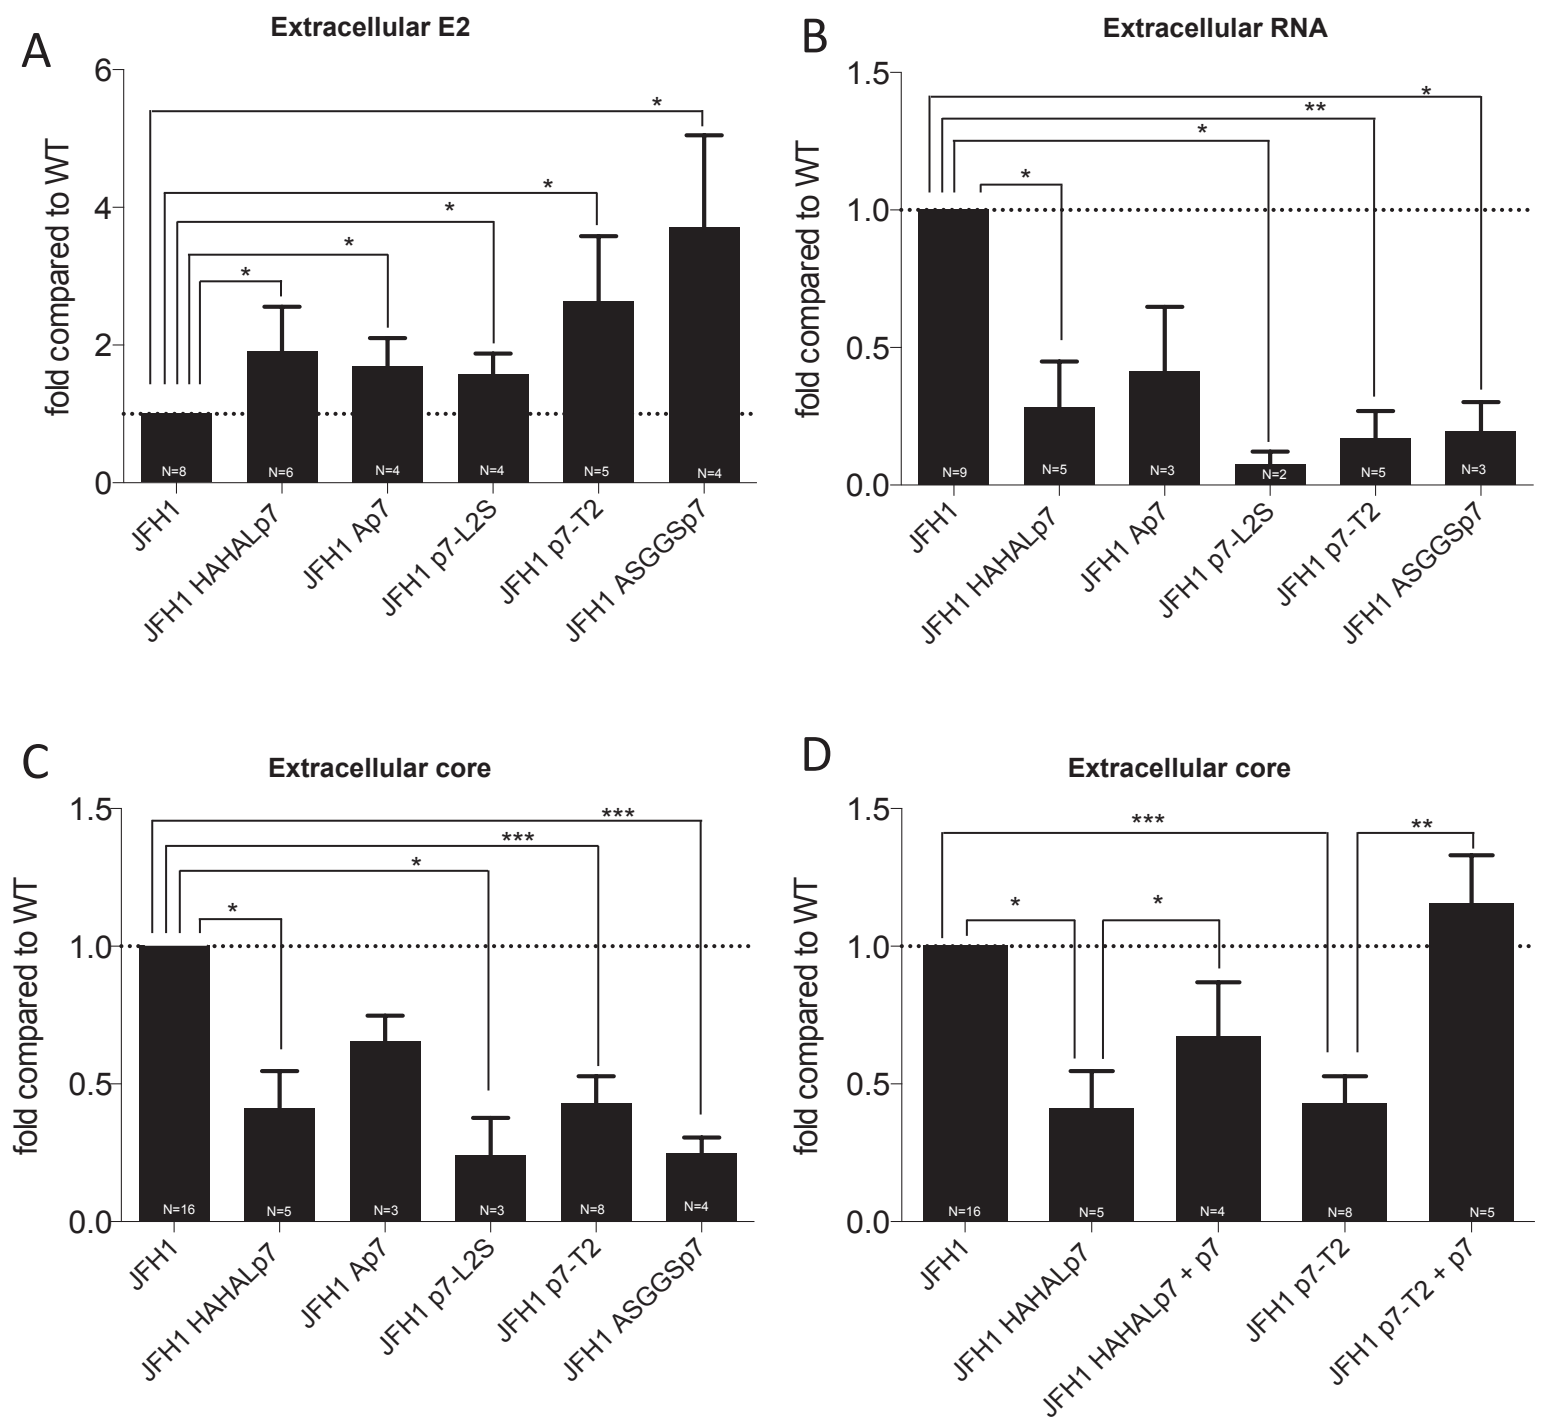 A
Extracellular E2
fold compared to WT
6
4
2
0
*
*
*
*
*
N=8
N=6
N=4
N=4
N=5
N=4
JFH1
JFH1 HAHALp7
JFH1 Ap7
JFH1 p7-L2S
JFH1 p7-T2
JFH1 ASGGSp7
B
Extracellular RNA
fold compared to WT
1.5
1.0
0.5
0.0
*
**
*
*
N=9
N=5
N=3
N=2
N=5
N=3
JFH1
JFH1 HAHALp7
JFH1 Ap7
JFH1 p7-L2S
JFH1 p7-T2
JFH1 ASGGSp7
C
Extracellular core
fold compared to WT
1.5
1.0
0.5
0.0
***
***
*
*
N=16
N=5
N=3
N=3
N=8
N=4
JFH1
JFH1 HAHALp7
JFH1 Ap7
JFH1 p7-L2S
JFH1 p7-T2
JFH1 ASGGSp7
D
Extracellular core
fold compared to WT
1.5
1.0
0.5
0.0
***
**
*
*
N=16
N=5
N=4
N=8
N=5
JFH1
JFH1 HAHALp7
JFH1 HAHALp7 + p7
JFH1 p7-T2
JFH1 p7-T2 + p7